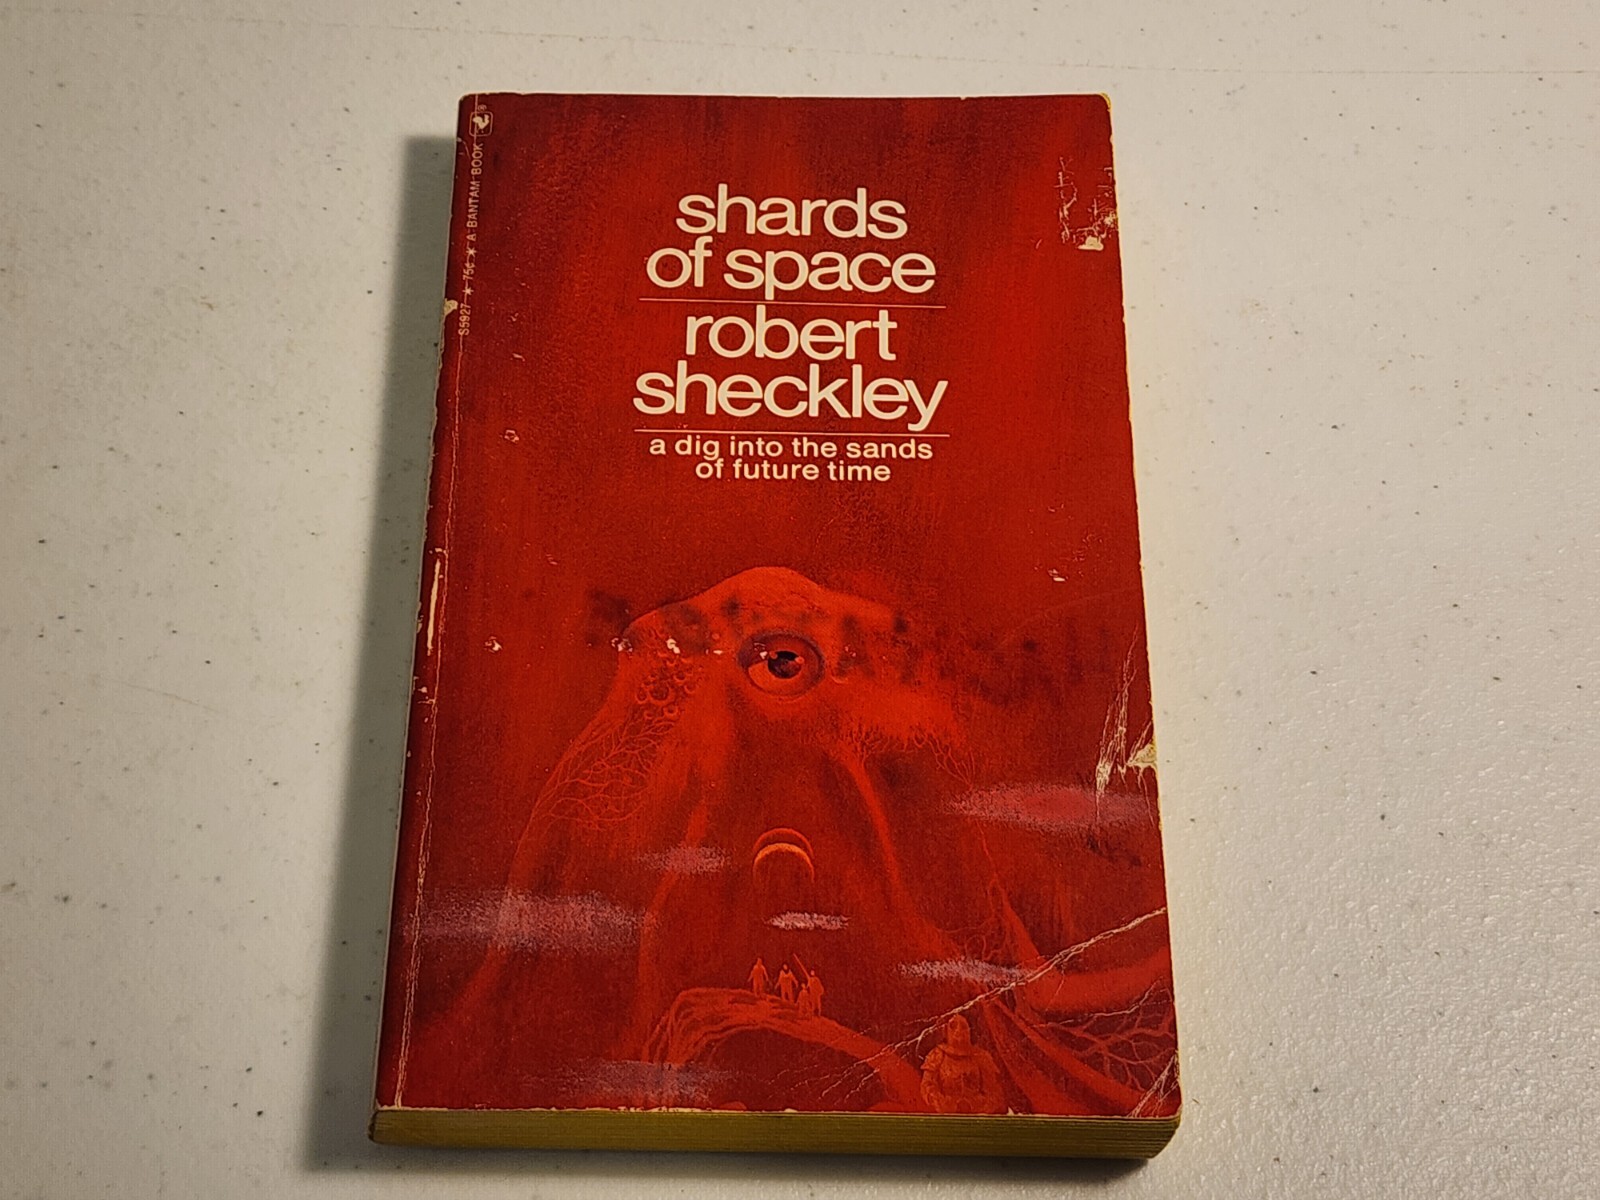 shards
of space
robert
sheckley
a dig into the sands
of future time
S5927 ★ 75¢ ★ A BANTAM BOOK